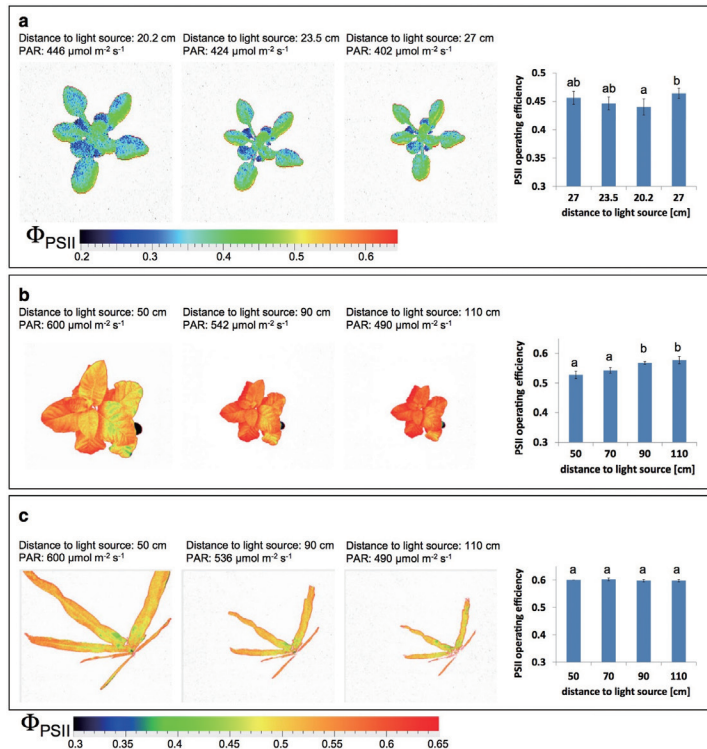 a
Distance to light source: 20.2 cm
PAR: 446 µmol m⁻² s⁻¹
Distance to light source: 23.5 cm
PAR: 424 µmol m⁻² s⁻¹
Distance to light source: 27 cm
PAR: 402 µmol m⁻² s⁻¹
PSII operating efficiency
0.5
0.45
0.4
0.35
0.3
ab
ab
a
b
27
23.5
20.2
27
distance to light source [cm]
ΦPSII
0.2
0.3
0.4
0.5
0.6
b
Distance to light source: 50 cm
PAR: 600 µmol m⁻² s⁻¹
Distance to light source: 90 cm
PAR: 542 µmol m⁻² s⁻¹
Distance to light source: 110 cm
PAR: 490 µmol m⁻² s⁻¹
PSII operating efficiency
0.6
0.5
0.4
0.3
a
a
b
b
50
70
90
110
distance to light source [cm]
c
Distance to light source: 50 cm
PAR: 600 µmol m⁻² s⁻¹
Distance to light source: 90 cm
PAR: 536 µmol m⁻² s⁻¹
Distance to light source: 110 cm
PAR: 490 µmol m⁻² s⁻¹
PSII operating efficiency
0.6
0.5
0.4
0.3
a
a
a
a
50
70
90
110
distance to light source [cm]
ΦPSII
0.3
0.35
0.4
0.45
0.5
0.55
0.6
0.65